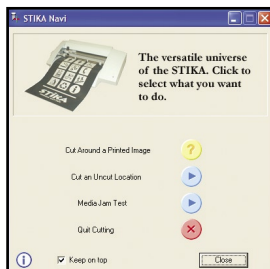 STIKA Navi
STIKA
The versatile universe
of the STIKA. Click to
select what you want
to do.
Cut Around a Printed Image
?
Cut an Uncut Location
Media Jam Test
Quit Cutting
Keep on top
Close